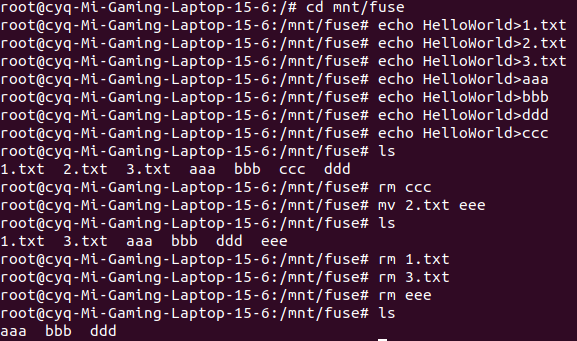 root@cyq-Mi-Gaming-Laptop-15-6:/# cd mnt/fuse
root@cyq-Mi-Gaming-Laptop-15-6:/mnt/fuse# echo HelloWorld>1.txt
root@cyq-Mi-Gaming-Laptop-15-6:/mnt/fuse# echo HelloWorld>2.txt
root@cyq-Mi-Gaming-Laptop-15-6:/mnt/fuse# echo HelloWorld>3.txt
root@cyq-Mi-Gaming-Laptop-15-6:/mnt/fuse# echo HelloWorld>aaa
root@cyq-Mi-Gaming-Laptop-15-6:/mnt/fuse# echo HelloWorld>bbb
root@cyq-Mi-Gaming-Laptop-15-6:/mnt/fuse# echo HelloWorld>ddd
root@cyq-Mi-Gaming-Laptop-15-6:/mnt/fuse# echo HelloWorld>ccc
root@cyq-Mi-Gaming-Laptop-15-6:/mnt/fuse# ls
1.txt  2.txt  3.txt  aaa  bbb  ccc  ddd
root@cyq-Mi-Gaming-Laptop-15-6:/mnt/fuse# rm ccc
root@cyq-Mi-Gaming-Laptop-15-6:/mnt/fuse# mv 2.txt eee
root@cyq-Mi-Gaming-Laptop-15-6:/mnt/fuse# ls
1.txt  3.txt  aaa  bbb  ddd  eee
root@cyq-Mi-Gaming-Laptop-15-6:/mnt/fuse# rm 1.txt
root@cyq-Mi-Gaming-Laptop-15-6:/mnt/fuse# rm 3.txt
root@cyq-Mi-Gaming-Laptop-15-6:/mnt/fuse# rm eee
root@cyq-Mi-Gaming-Laptop-15-6:/mnt/fuse# ls
aaa  bbb  ddd